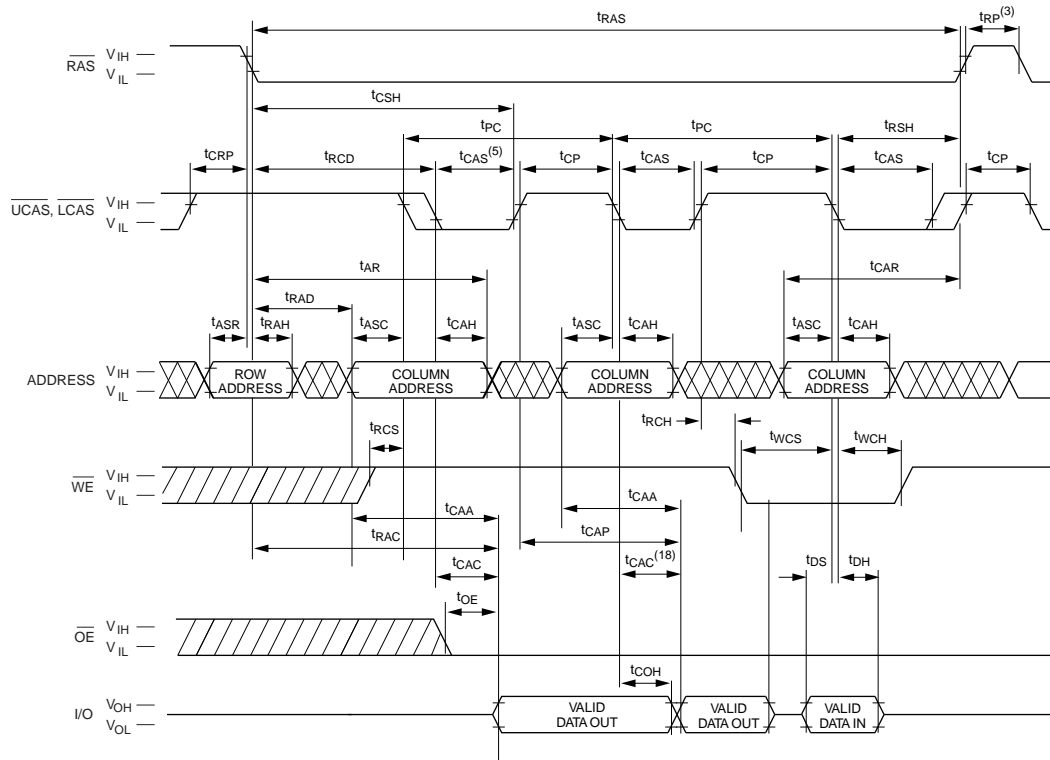 tRAS
tRP(3)
RAS
VIH
VIL
tCSH
tPC
tPC
tRSH
tCRP
tRCD
tCAS(5)
tCP
tCAS
tCP
tCAS
tCP
UCAS, LCAS
VIH
VIL
tAR
tCAR
tRAD
tASR
tRAH
tASC
tCAH
tASC
tCAH
tASC
tCAH
ADDRESS
VIH
VIL
ROW
ADDRESS
COLUMN
ADDRESS
COLUMN
ADDRESS
COLUMN
ADDRESS
tRCS
tRCH
tWCS
tWCH
WE
VIH
VIL
tCAA
tCAA
tRAC
tCAP
tCAC
tCAC(18)
tDS
tDH
tOE
OE
VIH
VIL
tCOH
I/O
VOH
VOL
VALID
DATA OUT
VALID
DATA OUT
VALID
DATA IN